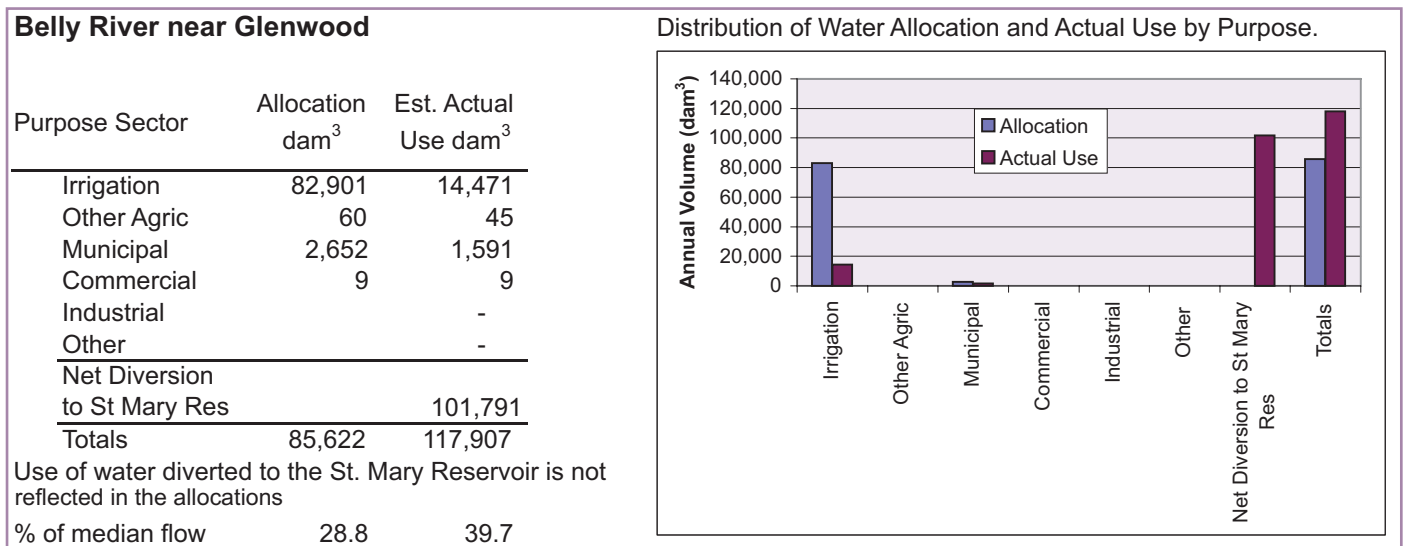 Belly River near Glenwood
Purpose Sector
Allocation
dam³
Est. Actual
Use dam³
Irrigation 82,901 14,471
Other Agric 60 45
Municipal 2,652 1,591
Commercial 9 9
Industrial -
Other -
Net Diversion
to St Mary Res 101,791
Totals 85,622 117,907
Use of water diverted to the St. Mary Reservoir is not
reflected in the allocations
% of median flow 28.8 39.7
Distribution of Water Allocation and Actual Use by Purpose.
Annual Volume (dam³)
140,000
120,000
100,000
80,000
60,000
40,000
20,000
0
Allocation
Actual Use
Irrigation
Other Agric
Municipal
Commercial
Industrial
Other
Net Diversion to St Mary
Res
Totals